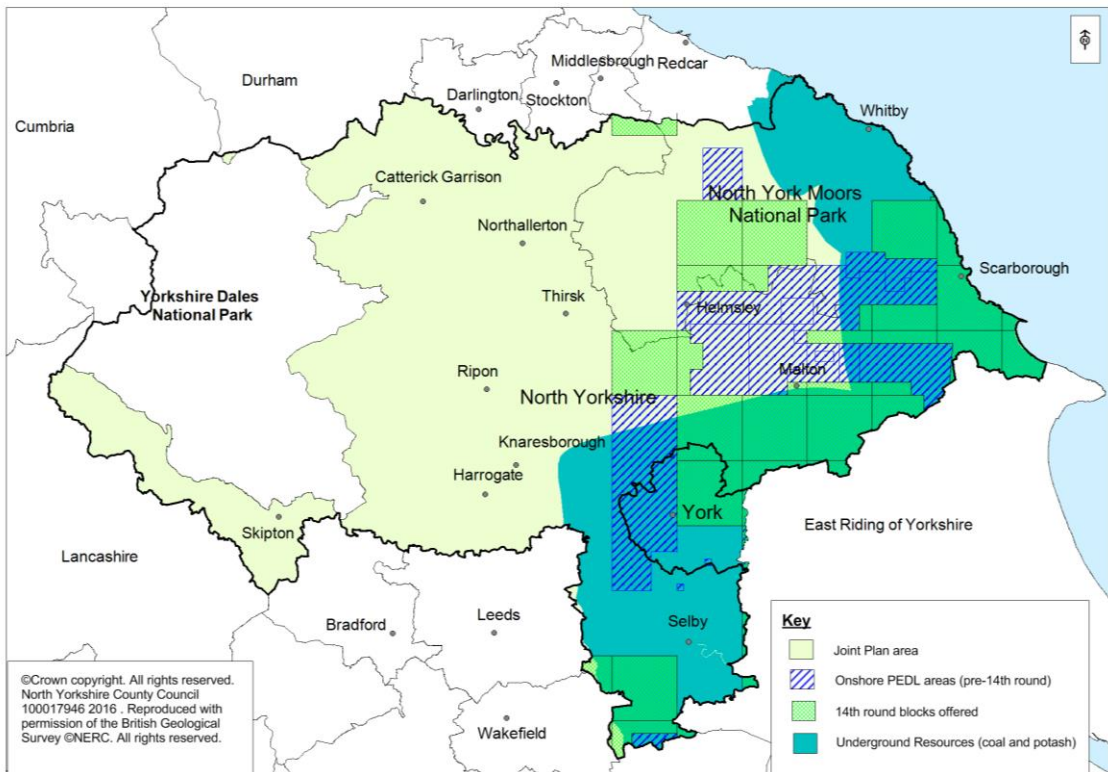 Middlesbrough
Redcar
Durham
Darlington
Stockton
Cumbria
Whitby
Catterick Garrison
North York Moors
National Park
Northallerton
Scarborough
Yorkshire Dales
National Park
Thirsk
Helmsley
Ripon
Malton
North Yorkshire
Knaresborough
Harrogate
York
Skipton
East Riding of Yorkshire
Lancashire
Bradford
Leeds
Selby
Wakefield
Key
Joint Plan area
Onshore PEDL areas (pre-14th round)
14th round blocks offered
Underground Resources (coal and potash)
©Crown copyright. All rights reserved.
North Yorkshire County Council
100017946 2016 . Reproduced with
permission of the British Geological
Survey ©NERC. All rights reserved.